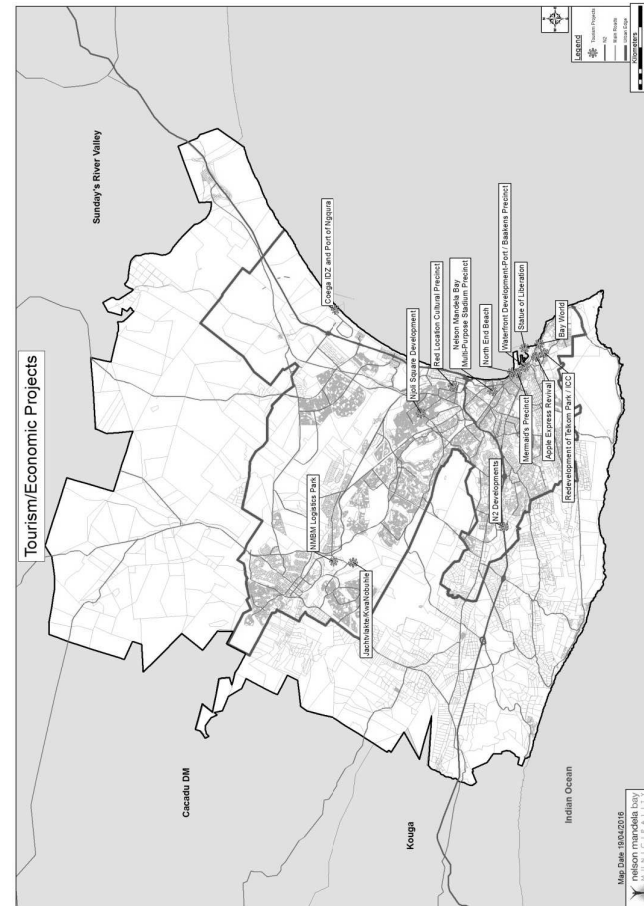 Tourism/Economic Projects
Sunday's River Valley
Cacadu DM
Kouga
Indian Ocean
Coega IDZ and Port of Ngqura
NMBM Logistics Park
Jachtvlakte/KwaNobuhle
Njoli Square Development
Red Location Cultural Precinct
Nelson Mandela Bay
Multi-Purpose Stadium Precinct
North End Beach
Waterfront Development-Port / Baakens Precinct
Statue of Liberation
Bay World
Mermaid's Precinct
Apple Express Revival
Redevelopment of Telkom Park / ICC
N2 Developments
Legend
Tourism Projects
N2
Main Roads
Urban Edge
Kilometers
Map Date 19/04/2016
nelson mandela bay
MUNICIPALITY